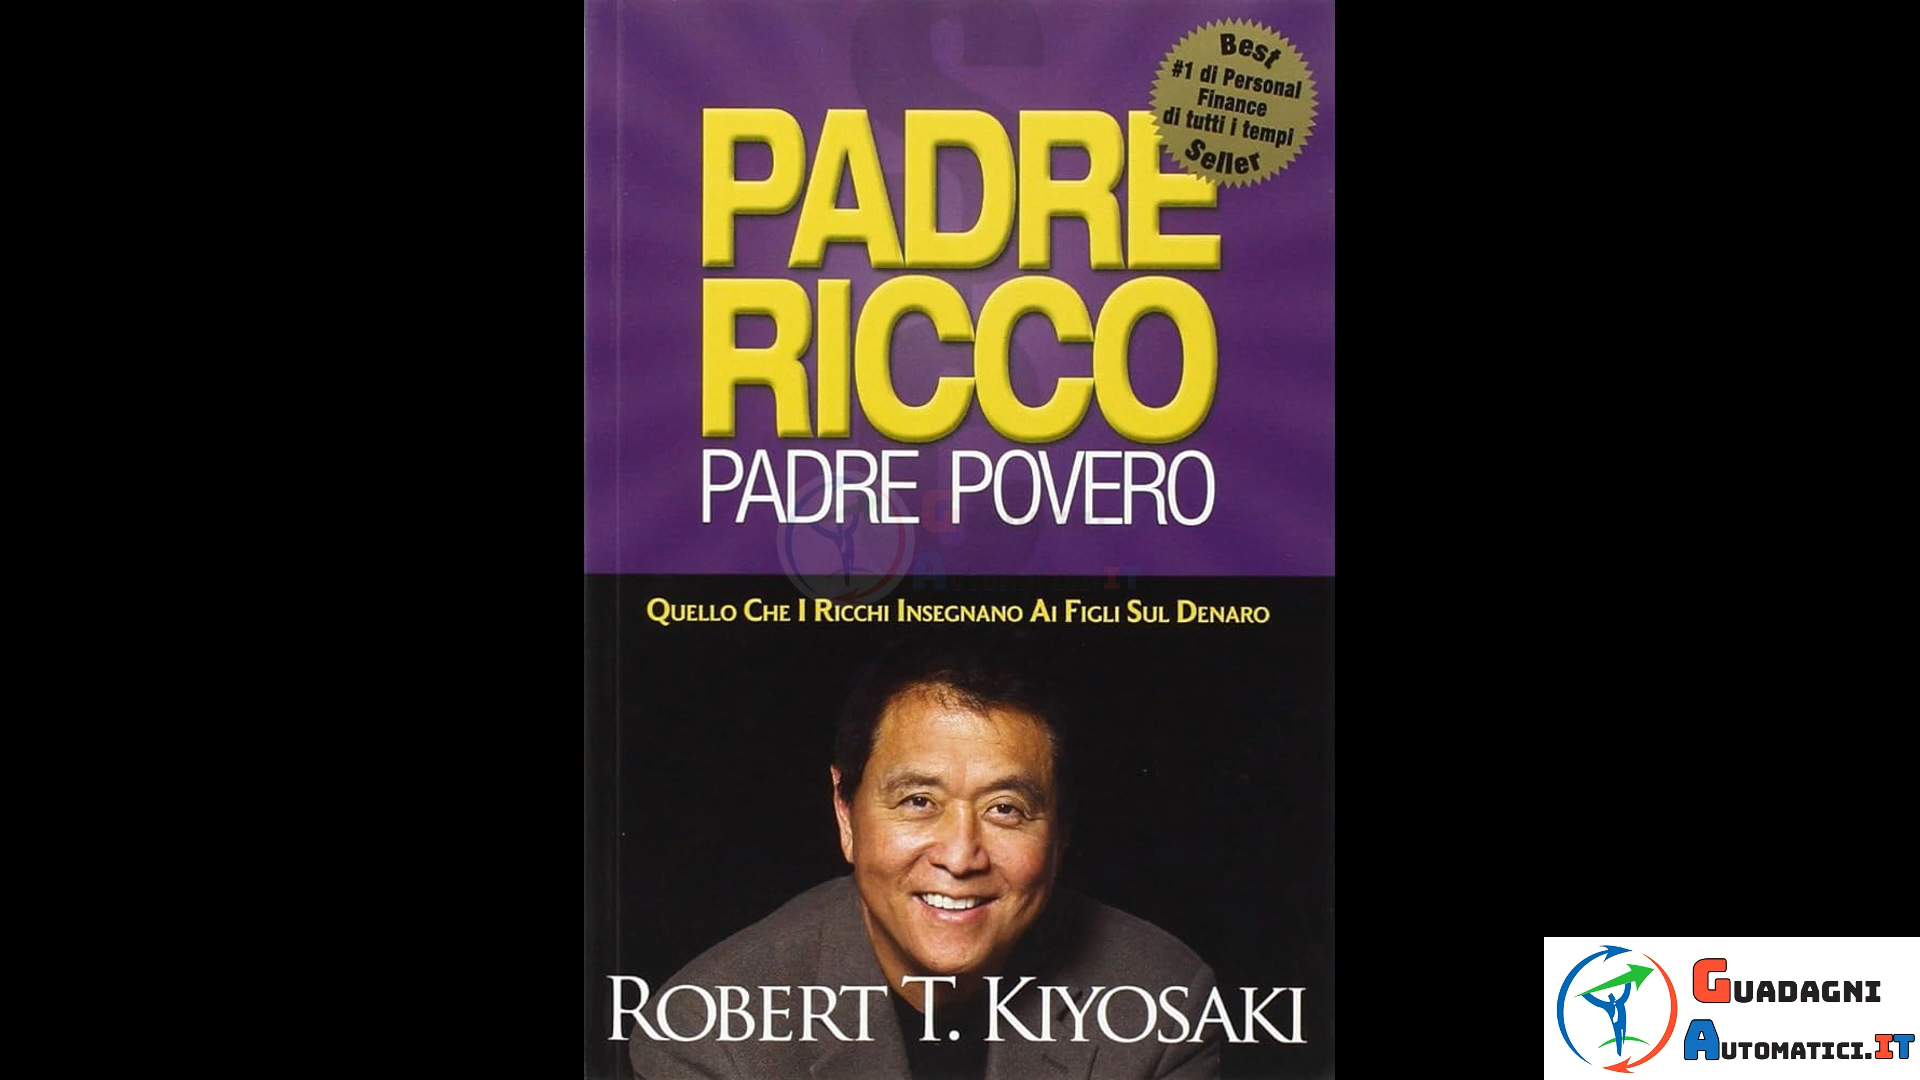 Best
#1 di Personal
Finance
di tutti i tempi
Seller
PADRE
RICCO
PADRE POVERO
QUELLO CHE I RICCHI INSEGNANO AI FIGLI SUL DENARO
ROBERT T. KIYOSAKI
GUADAGNI
AUTOMATICI.IT